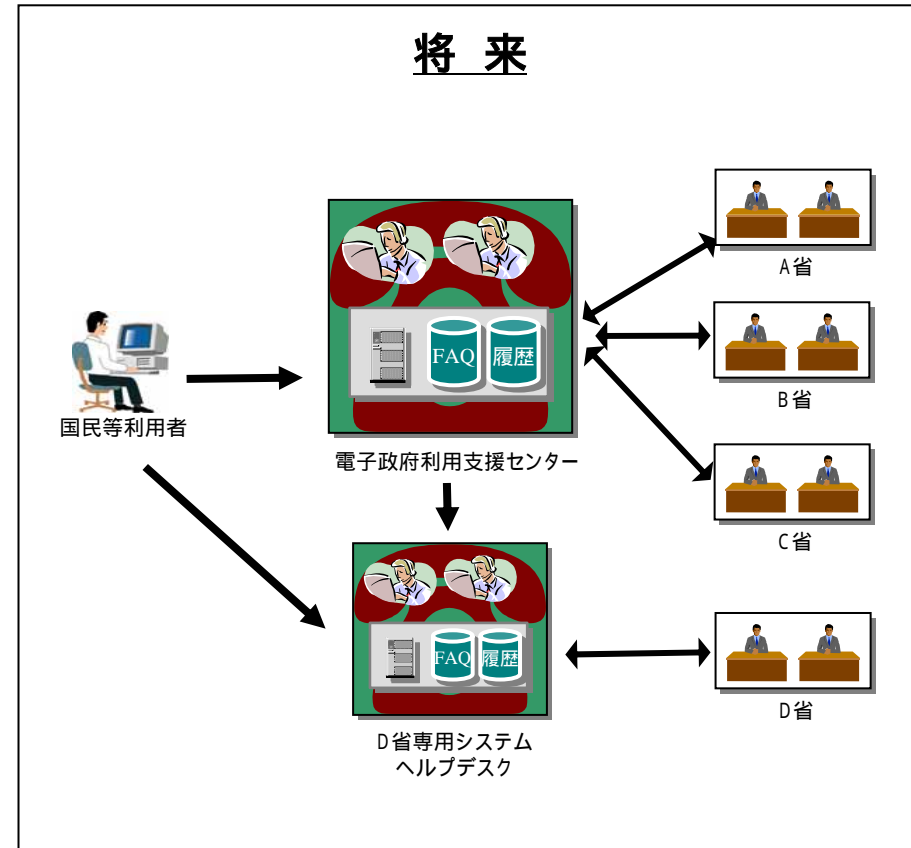 将 来
A省
FAQ 履歴
B省
国民等利用者
電子政府利用支援センター
C省
FAQ 履歴
D省
D省専用システム
ヘルプデスク